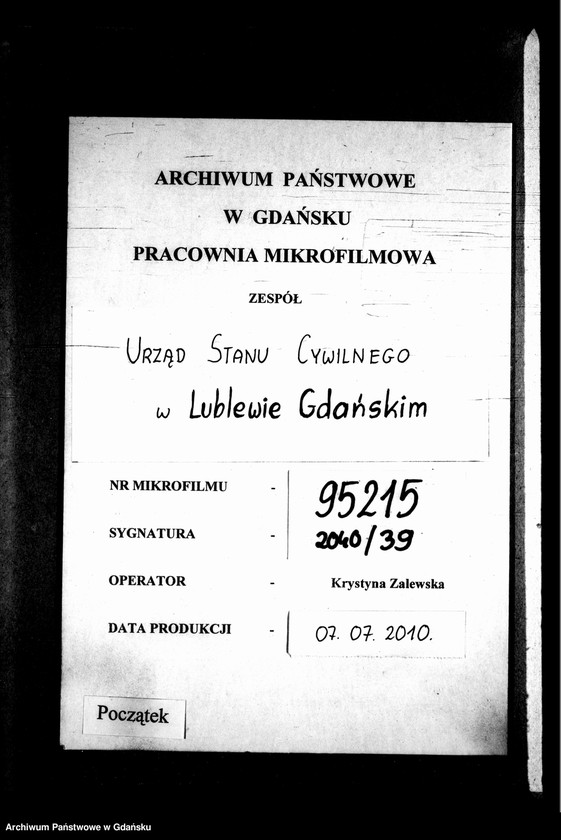 ARCHIWUM PAŃSTWOWE
W GDAŃSKU
PRACOWNIA MIKROFILMOWA
ZESPÓŁ
URZĄD STANU CYWILNEGO
w Lublewie Gdańskim
NR MIKROFILMU - 95215
SYGNATURA - 2040/39
OPERATOR - Krystyna Zalewska
DATA PRODUKCJI - 07. 07. 2010.
Początek
Archiwum Państwowe w Gdańsku